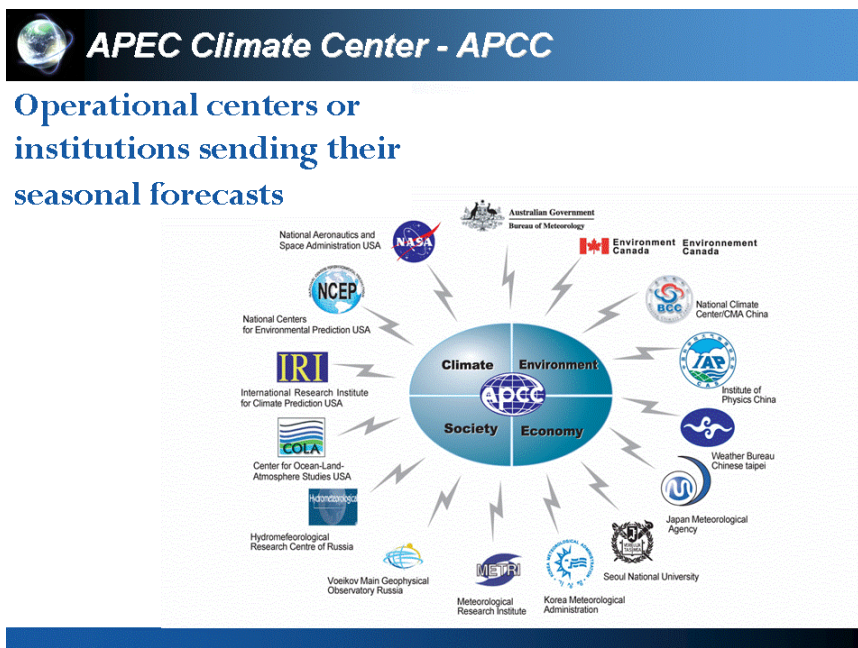 APEC Climate Center - APCC
Operational centers or
institutions sending their
seasonal forecasts
Australian Government
Bureau of Meteorology
National Aeronautics and
Space Administration USA
NASA
Environment Environnement
Canada Canada
NCEP
National Centers
for Environmental Prediction USA
BCC
National Climate
Center/CMA China
IRI
International Research Institute
for Climate Prediction USA
IAP
Institute of
Physics China
Climate
Environment
APCC
Society
Economy
COLA
Center for Ocean-Land-
Atmosphere Studies USA
Weather Bureau
Chinese taipei
Hydrometeorological
Hydromefeorological
Research Centre of Russia
Japan Meteorological
Agency
Voeikov Main Geophysical
Observatory Russia
METRI
Meteorological
Research Institute
Korea Meteorological
Administration
Seoul National University